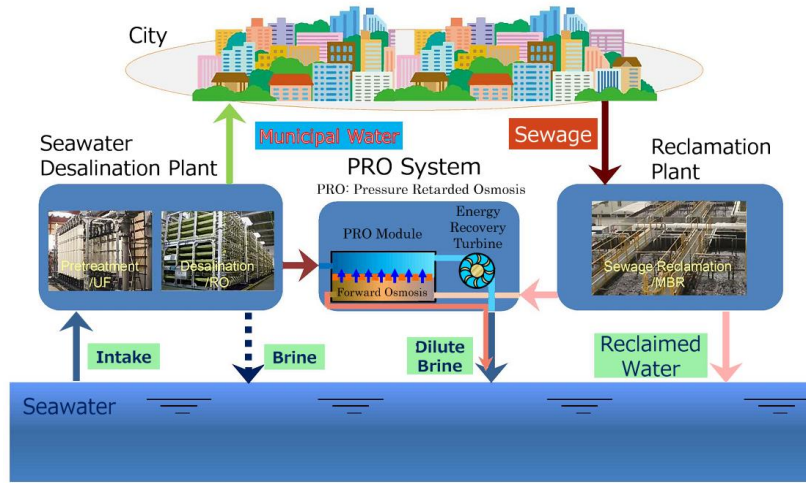 City
Municipal Water
Sewage
Seawater
Desalination Plant
PRO System
PRO: Pressure Retarded Osmosis
Reclamation
Plant
Pretreatment
/UF
Desalination
/RO
PRO Module
Energy
Recovery
Turbine
Forward Osmosis
Sewage Reclamation
/MBR
Intake
Brine
Dilute
Brine
Reclaimed
Water
Seawater